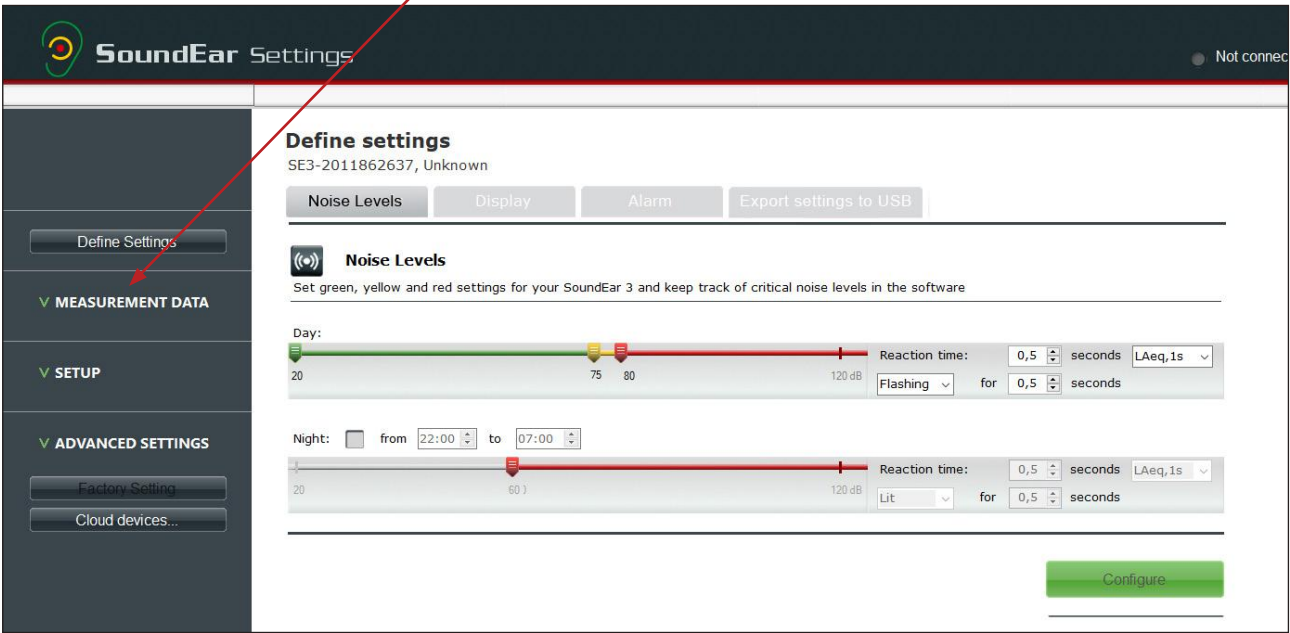 SoundEar Settings
Not connec
Define settings
SE3-2011862637, Unknown
Noise Levels
Display
Alarm
Export settings to USB
Define Settings
Noise Levels
Set green, yellow and red settings for your SoundEar 3 and keep track of critical noise levels in the software
V MEASUREMENT DATA
Day:
20 75 80 120 dB
Reaction time: 0,5 seconds LAeq,1s
Flashing for 0,5 seconds
V SETUP
Night: from 22:00 to 07:00
20 60 ) 120 dB
Reaction time: 0,5 seconds LAeq,1s
Lit for 0,5 seconds
V ADVANCED SETTINGS
Factory Setting
Cloud devices...
Configure